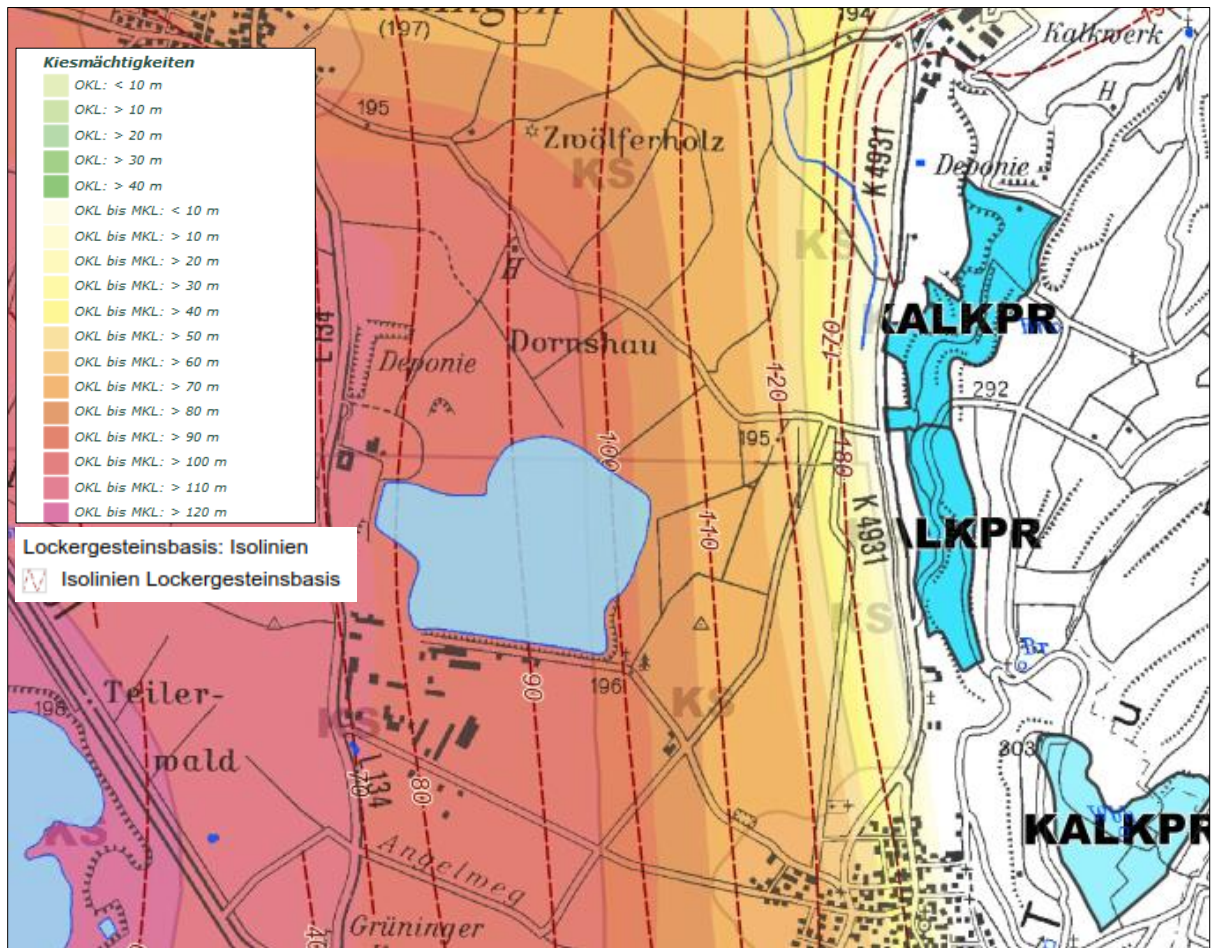 (197)
194
Kalkwerk
Kiesmächtigkeiten
OKL: < 10 m
OKL: > 10 m
OKL: > 20 m
OKL: > 30 m
OKL: > 40 m
OKL bis MKL: < 10 m
OKL bis MKL: > 10 m
OKL bis MKL: > 20 m
OKL bis MKL: > 30 m
OKL bis MKL: > 40 m
OKL bis MKL: > 50 m
OKL bis MKL: > 60 m
OKL bis MKL: > 70 m
OKL bis MKL: > 80 m
OKL bis MKL: > 90 m
OKL bis MKL: > 100 m
OKL bis MKL: > 110 m
OKL bis MKL: > 120 m
Lockergesteinsbasis: Isolinien
Isolinien Lockergesteinsbasis
195
H
Zwölferholz
KS
K 4931
Deponie
KS
H
L 134
Deponie
Dornshau
170
KALKPR
120
292
100
195
180
K 4931
110
ALKPR
KS
Br
90
196
KS
198
Teiler-
wald
KS
L 134
70
80
303
u
KS
KALKPR
Angelweg
Grüninger
T